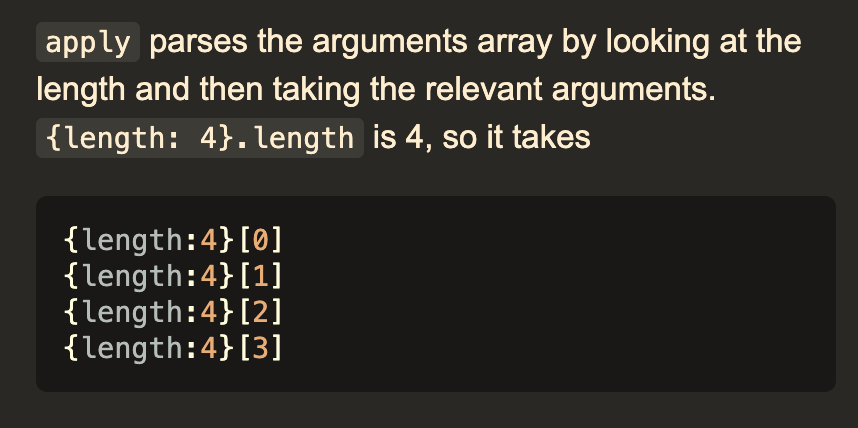 apply parses the arguments array by looking at the
length and then taking the relevant arguments.
{length: 4}.length is 4, so it takes
{length:4}[0]
{length:4}[1]
{length:4}[2]
{length:4}[3]